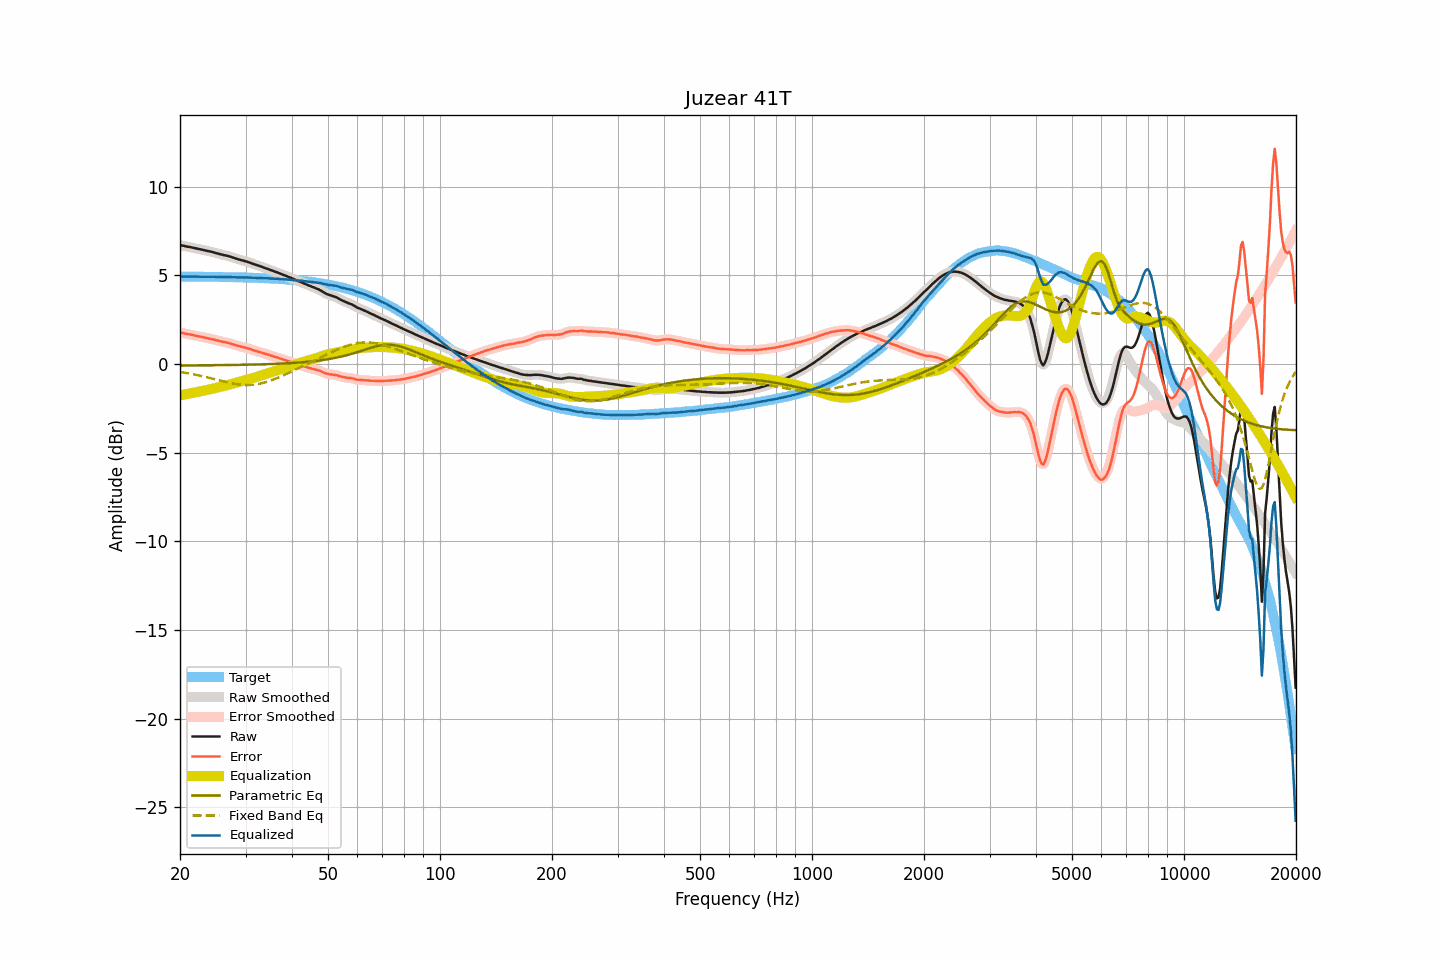 Juzear 41T
Amplitude (dBr)
10
5
0
−5
−10
−15
−20
−25
Target
Raw Smoothed
Error Smoothed
Raw
Error
Equalization
Parametric Eq
Fixed Band Eq
Equalized
20 50 100 200 500 1000 2000 5000 10000 20000
Frequency (Hz)